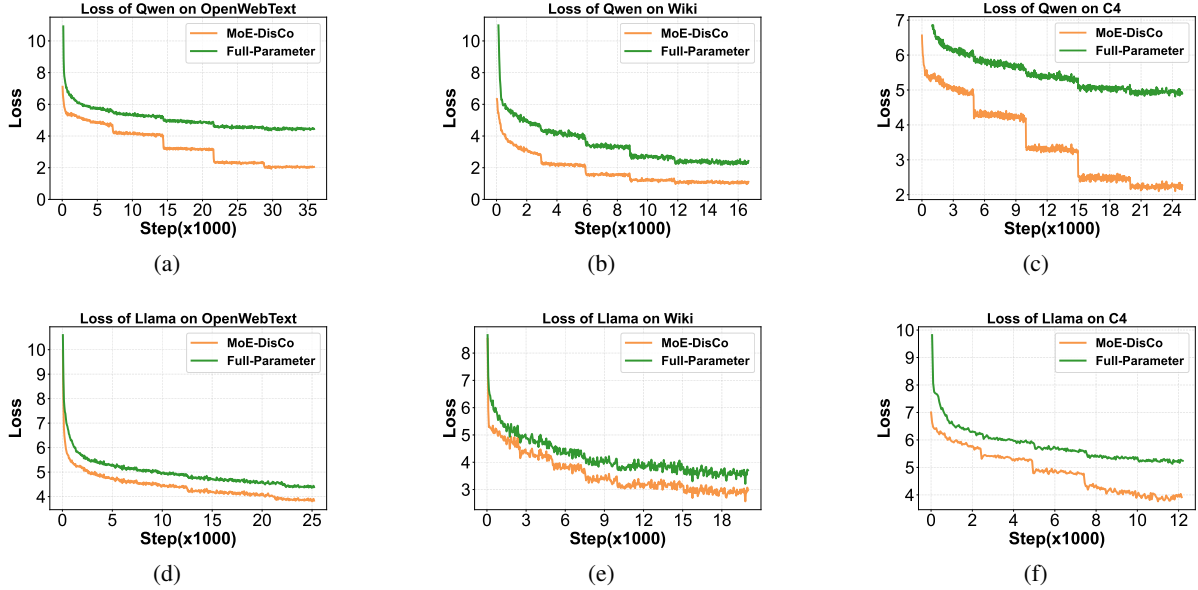 Loss of Qwen on OpenWebText
MoE-DisCo
Full-Parameter
Loss
10
8
6
4
2
0
0 5 10 15 20 25 30 35
Step(x1000)
(a)
Loss of Qwen on Wiki
MoE-DisCo
Full-Parameter
Loss
10
8
6
4
2
0
0 2 4 6 8 10 12 14 16
Step(x1000)
(b)
Loss of Qwen on C4
MoE-DisCo
Full-Parameter
Loss
7
6
5
4
3
2
0 3 6 9 12 15 18 21 24
Step(x1000)
(c)
Loss of Llama on OpenWebText
MoE-DisCo
Full-Parameter
Loss
10
9
8
7
6
5
4
0 5 10 15 20 25
Step(x1000)
(d)
Loss of Llama on Wiki
MoE-DisCo
Full-Parameter
Loss
8
7
6
5
4
3
0 3 6 9 12 15 18
Step(x1000)
(e)
Loss of Llama on C4
MoE-DisCo
Full-Parameter
Loss
10
9
8
7
6
5
4
0 2 4 6 8 10 12
Step(x1000)
(f)